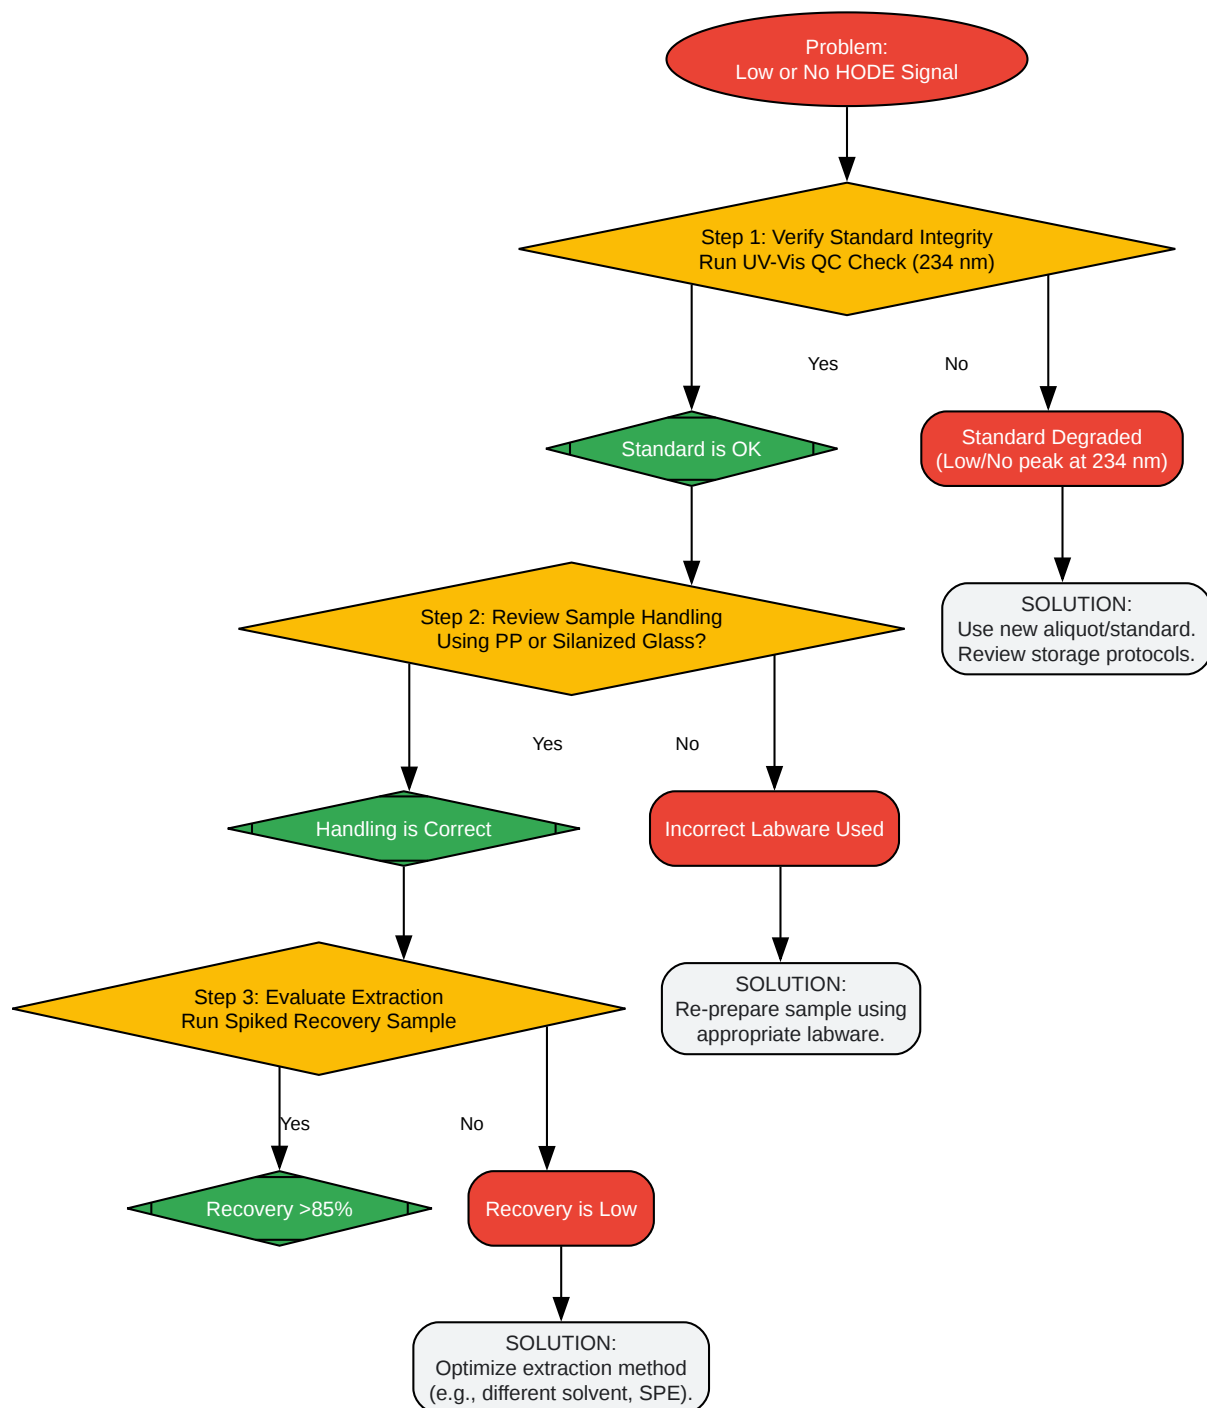 Problem:
Low or No HODE Signal
Step 1: Verify Standard Integrity
Run UV-Vis QC Check (234 nm)
Yes
No
Standard is OK
Standard Degraded
(Low/No peak at 234 nm)
SOLUTION:
Use new aliquot/standard.
Review storage protocols.
Step 2: Review Sample Handling
Using PP or Silanized Glass?
Yes
No
Handling is Correct
Incorrect Labware Used
SOLUTION:
Re-prepare sample using
appropriate labware.
Step 3: Evaluate Extraction
Run Spiked Recovery Sample
Yes
No
Recovery >85%
Recovery is Low
SOLUTION:
Optimize extraction method
(e.g., different solvent, SPE).